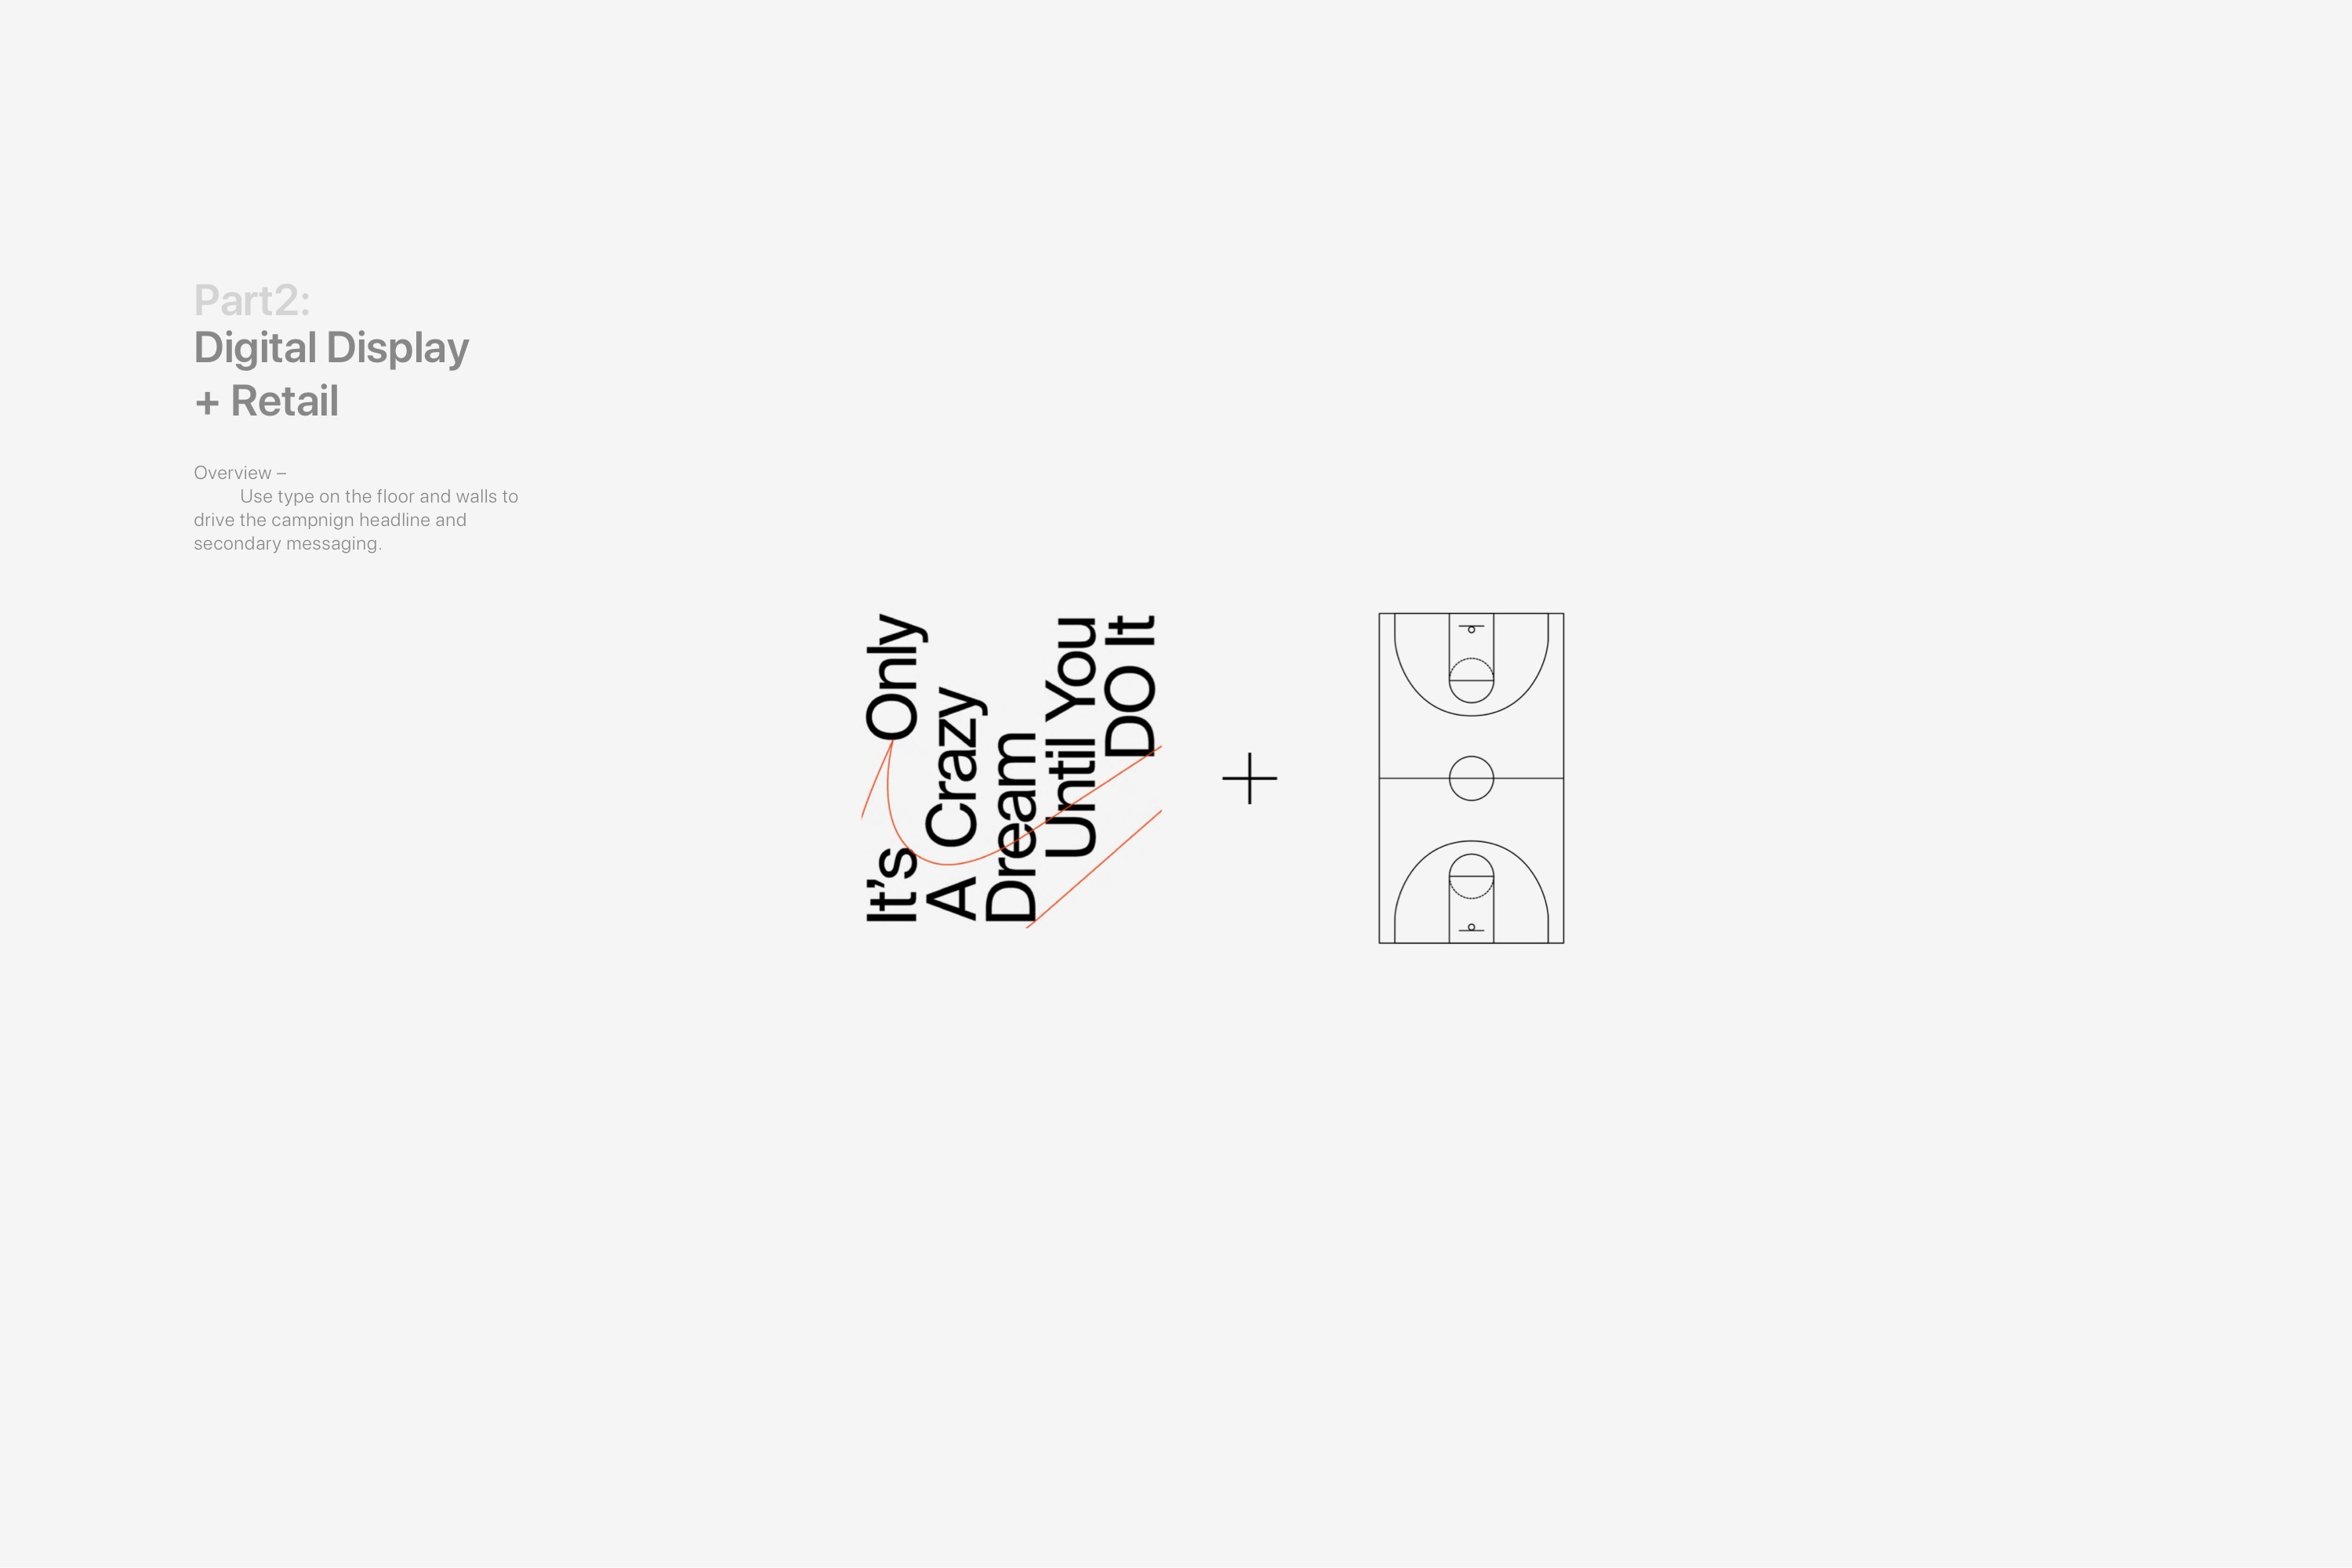 Part2:
Digital Display
+ Retail
Overview –
Use type on the floor and walls to
drive the campnign headline and
secondary messaging.
It's Only
A Crazy
Dream
Until You
DO It